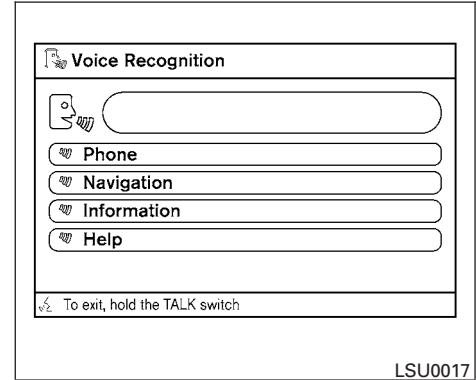 Voice Recognition
Phone
Navigation
Information
Help
To exit, hold the TALK switch
LSU0017